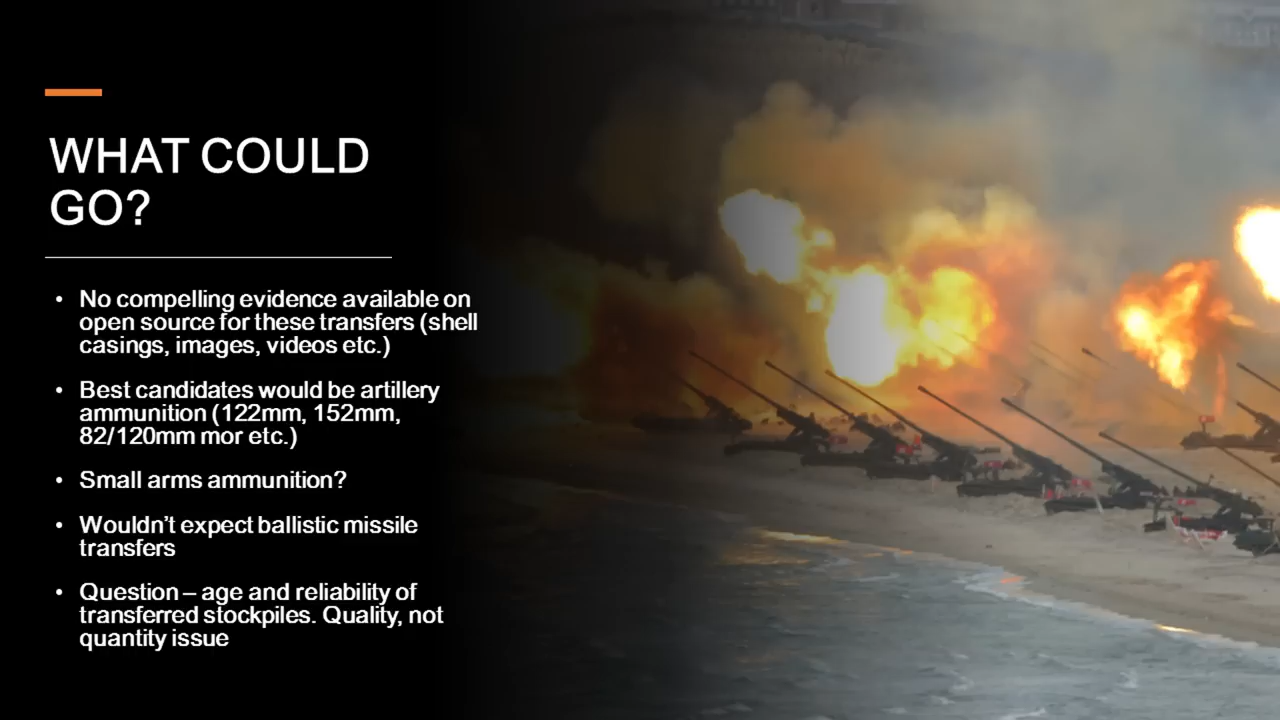 WHAT COULD
GO?
• No compelling evidence available on
open source for these transfers (shell
casings, images, videos etc.)
• Best candidates would be artillery
ammunition (122mm, 152mm,
82/120mm mor etc.)
• Small arms ammunition?
• Wouldn’t expect ballistic missile
transfers
• Question – age and reliability of
transferred stockpiles. Quality, not
quantity issue